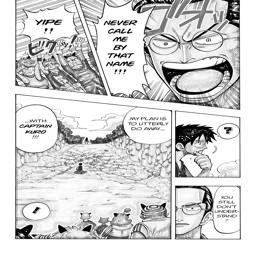 NEVER
CALL
ME BY
THAT
NAME!!!
YIPE
!!
?
YOU
STILL
DON'T
UNDER-
STAND?
MY PLAN IS
TO UTTERLY
DO AWAY...
...WITH
CAPTAIN
KURO
!!!
!